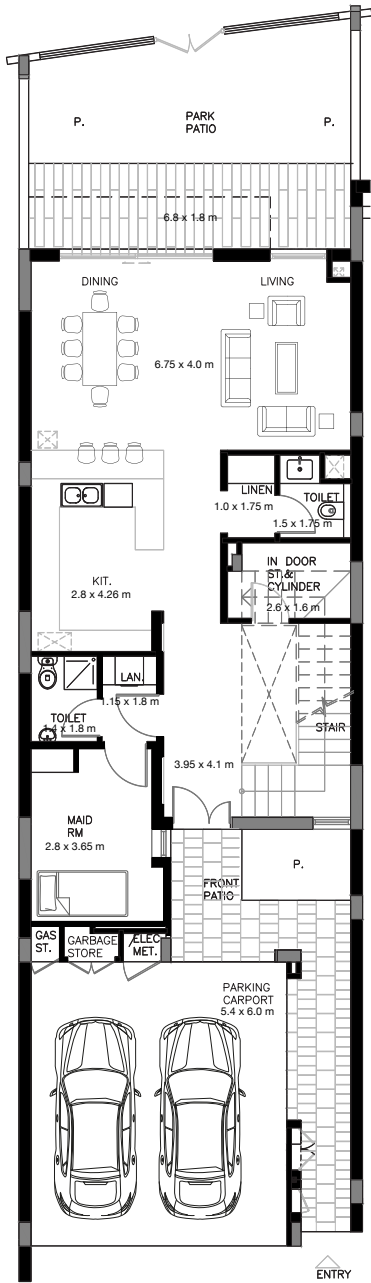 P.
PARK
PATIO
P.
6.8 x 1.8 m
DINING
LIVING
6.75 x 4.0 m
LINEN
1.0 x 1.75 m
TOILET
1.5 x 1.75 m
KIT.
2.8 x 4.26 m
IN DOOR
ST.&
CYLINDER
2.6 x 1.6 m
LAN.
1.15 x 1.8 m
TOILET
1.4 x 1.8 m
STAIR
3.95 x 4.1 m
MAID
RM
2.8 x 3.65 m
P.
FRONT
PATIO
GAS
ST.
GARBAGE
STORE
ELEC
MET.
PARKING
CARPORT
5.4 x 6.0 m
ENTRY